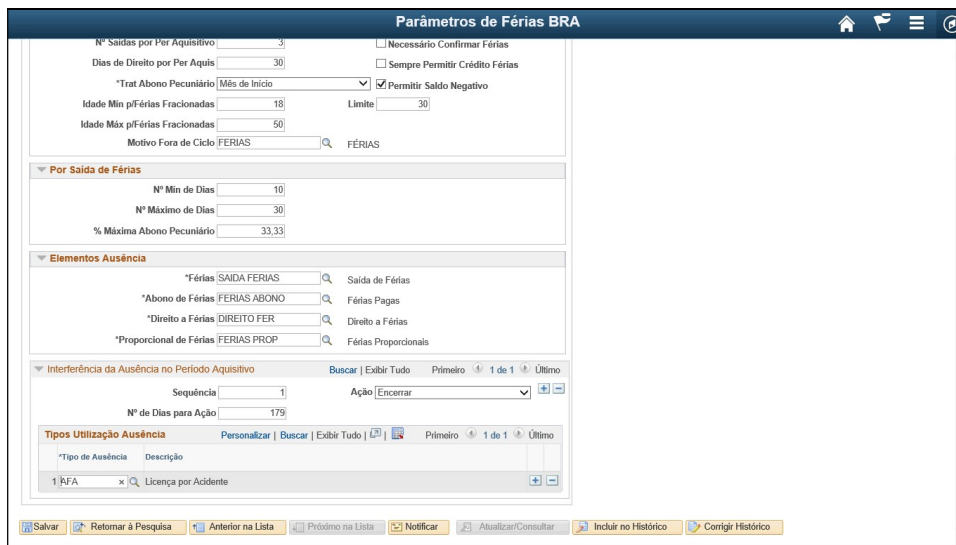 Parâmetros de Férias BRA
Nº Saídas por Per Aquisitivo 3 Necessário Confirmar Férias
Dias de Direito por Per Aquis 30 Sempre Permitir Crédito Férias
*Trat Abono Pecuniário Mês de Início Permitir Saldo Negativo
Idade Mín p/Férias Fracionadas 18 Limite 30
Idade Máx p/Férias Fracionadas 50
Motivo Fora de Ciclo FERIAS FÉRIAS
Por Saída de Férias
Nº Mín de Dias 10
Nº Máximo de Dias 30
% Máxima Abono Pecuniário 33,33
Elementos Ausência
*Férias SAIDA FERIAS Saída de Férias
*Abono de Férias FERIAS ABONO Férias Pagas
*Direito a Férias DIREITO FER Direito a Férias
*Proporcional de Férias FERIAS PROP Férias Proporcionais
Interferência da Ausência no Período Aquisitivo Buscar | Exibir Tudo Primeiro 1 de 1 Último
Sequência 1 Ação Encerrar
Nº de Dias para Ação 179
Tipos Utilização Ausência Personalizar | Buscar | Exibir Tudo | | Primeiro 1 de 1 Último
*Tipo de Ausência Descrição
1 AFA × Licença por Acidente
Salvar Retornar à Pesquisa Anterior na Lista Próximo na Lista Notificar Atualizar/Consultar Incluir no Histórico Corrigir Histórico